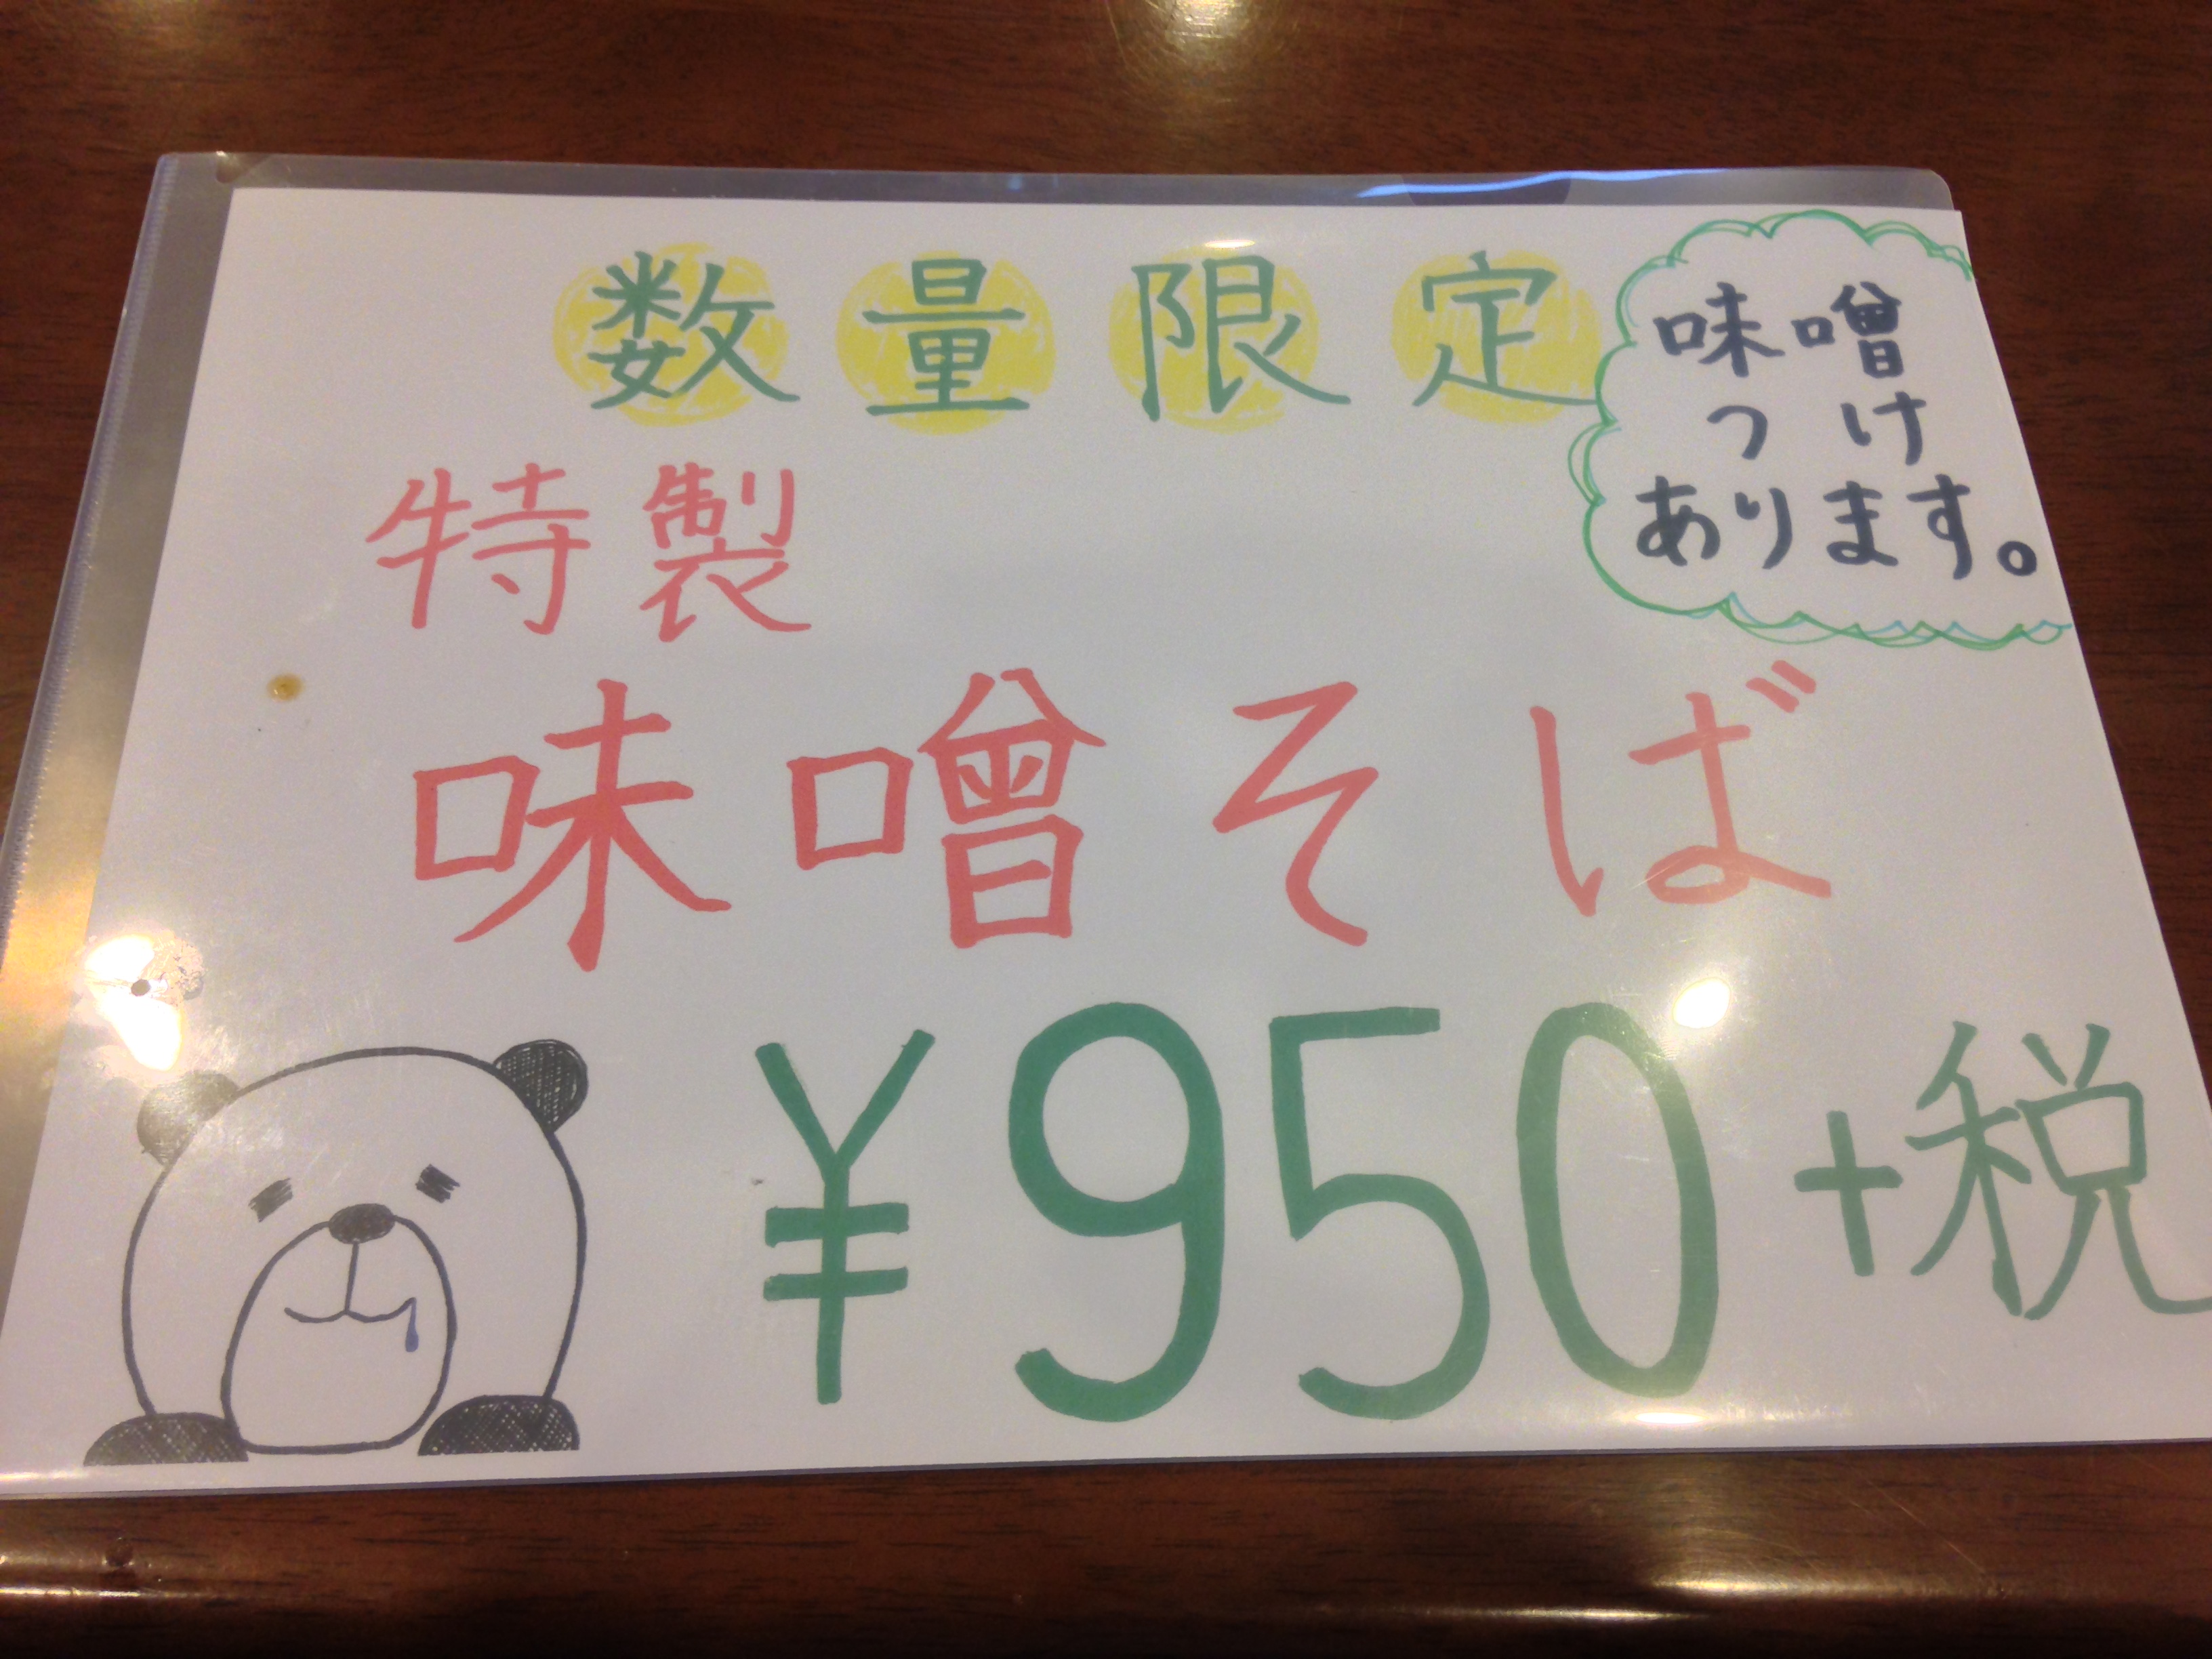 数量限定
味噌
つけ
あります。
特製
味噌そば
¥950+税